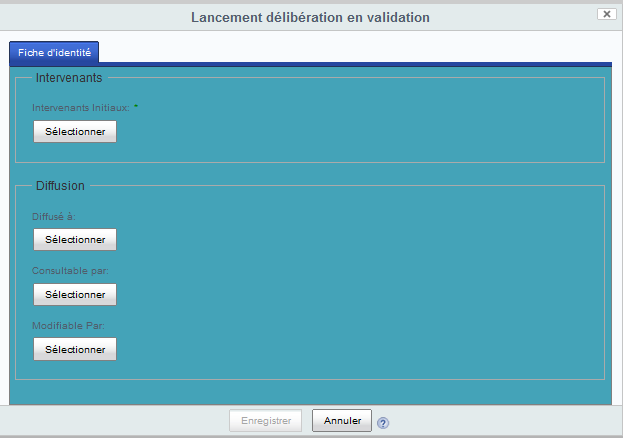 Lancement délibération en validation
Fiche d'identité
Intervenants
Intervenants Initiaux: *
Sélectionner
Diffusion
Diffusé à:
Sélectionner
Consultable par:
Sélectionner
Modifiable Par:
Sélectionner
Enregistrer Annuler ?